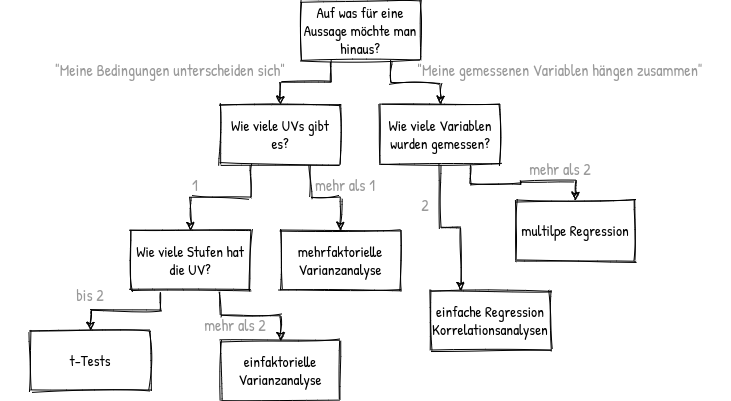 Auf was für eine
Aussage möchte man
hinaus?
"Meine Bedingungen unterscheiden sich"
"Meine gemessenen Variablen hängen zusammen"
Wie viele UVs gibt
es?
Wie viele Variablen
wurden gemessen?
1
mehr als 1
2
mehr als 2
Wie viele Stufen hat
die UV?
mehrfaktorielle
Varianzanalyse
multilpe Regression
bis 2
mehr als 2
einfache Regression
Korrelationsanalysen
t-Tests
einfaktorielle
Varianzanalyse